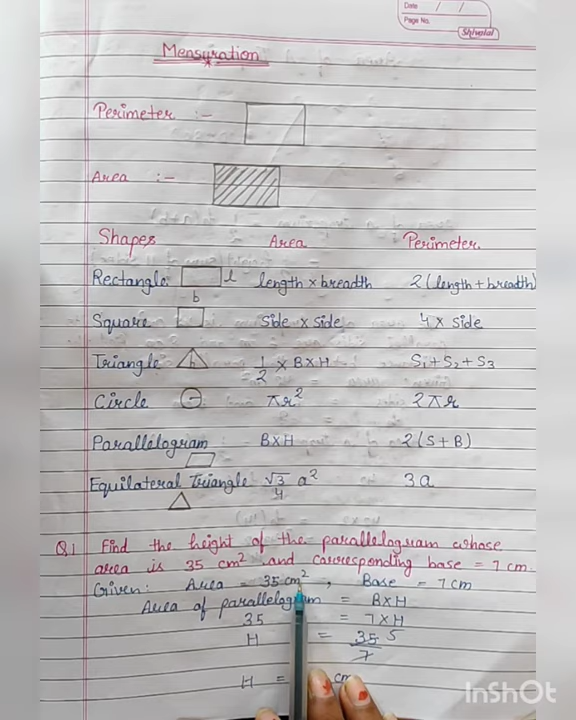 Date / /
Page No.
Shivalal
Mensuration
Perimeter :-
Area :-
Shapes Area Perimeter
Rectangle: l length × breadth 2 (length + breadth)
b
Square side × side 4 × side
Triangle h 1/2 × B×H S₁ + S₂ + S₃
Circle πr² 2πr
Parallelogram B×H 2(S+B)
Equilateral Triangle √3/4 a² 3a
Q.1 Find the height of the parallelogram whose
area is 35 cm² and corresponding base = 7 cm.
Given: Area = 35 cm², Base = 7 cm
Area of parallelogram = B×H
35 = 7×H
H = 35/7 5
H = cm
InShOt